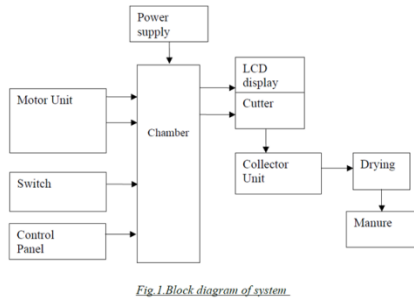 Power
supply
LCD
display
Motor Unit
Cutter
Chamber
Collector
Unit
Drying
Switch
Manure
Control
Panel
Fig.1.Block diagram of system